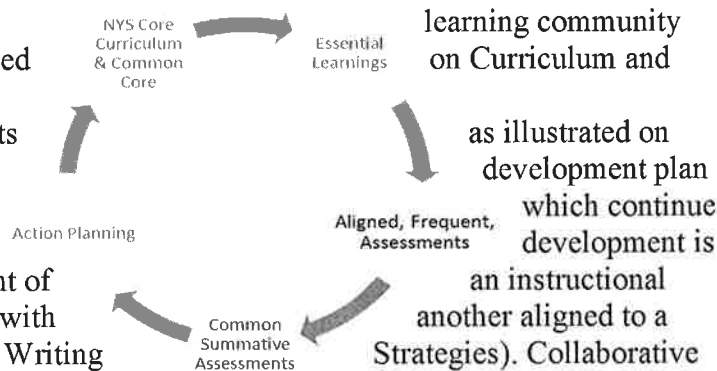 NYS Core
Curriculum
& Common
Core
Essential
Learnings
learning community
ed
on Curriculum and
ts
as illustrated on
development plan
which continue
Aligned, Frequent,
Assessments
Action Planning
development is
nt of
an instructional
with
another aligned to a
Common
Summative
Assessments
Writing
Strategies). Collaborative